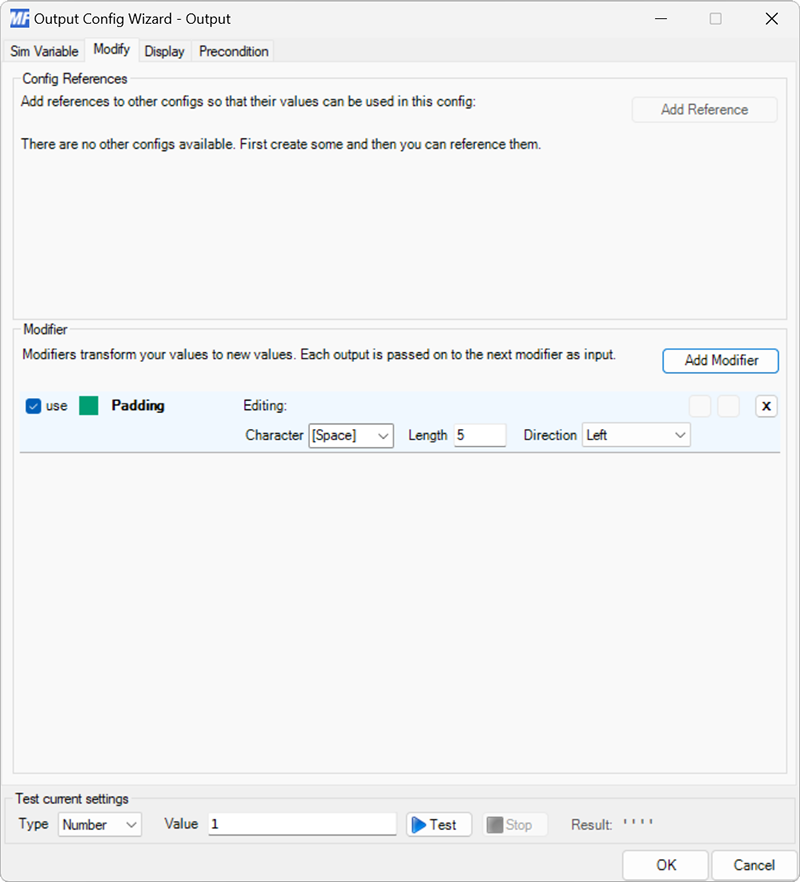 MF Output Config Wizard - Output
Sim Variable Modify Display Precondition
Config References
Add references to other configs so that their values can be used in this config:
Add Reference
There are no other configs available. First create some and then you can reference them.
Modifier
Modifiers transform your values to new values. Each output is passed on to the next modifier as input.
Add Modifier
use Padding Editing: X
Character [Space] Length 5 Direction Left
Test current settings
Type Number Value 1 Test Stop Result: ' ' ' '
OK Cancel